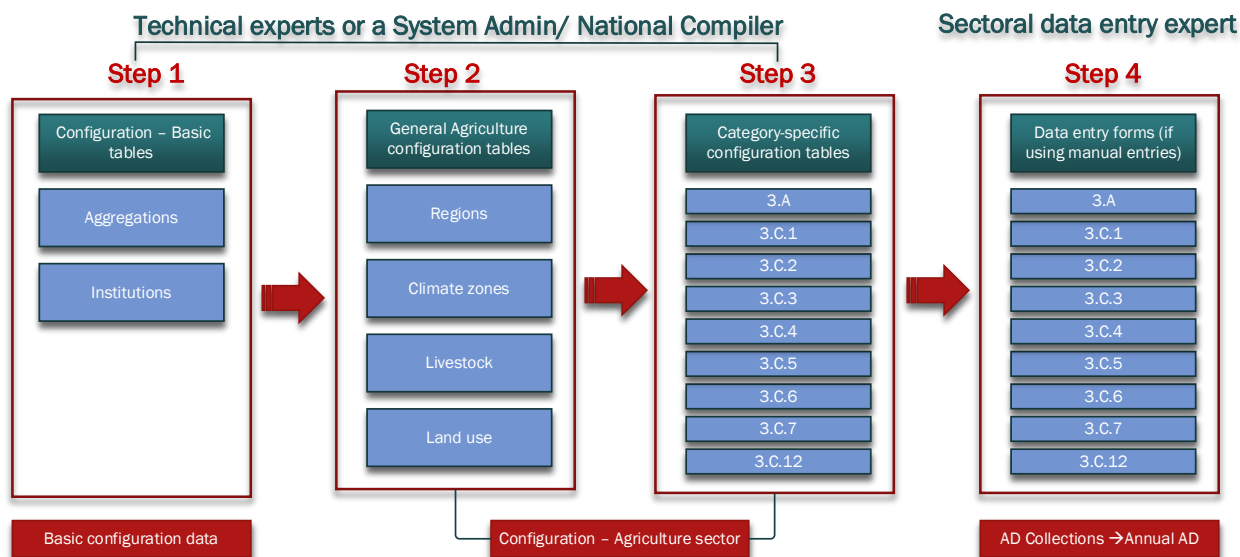 Technical experts or a System Admin/ National Compiler
Sectoral data entry expert
Step 1
Step 2
Step 3
Step 4
Configuration – Basic
tables
Aggregations
Institutions
General Agriculture
configuration tables
Regions
Climate zones
Livestock
Land use
Category-specific
configuration tables
3.A
3.C.1
3.C.2
3.C.3
3.C.4
3.C.5
3.C.6
3.C.7
3.C.12
Data entry forms (if
using manual entries)
3.A
3.C.1
3.C.2
3.C.3
3.C.4
3.C.5
3.C.6
3.C.7
3.C.12
Basic configuration data
Configuration – Agriculture sector
AD Collections →Annual AD